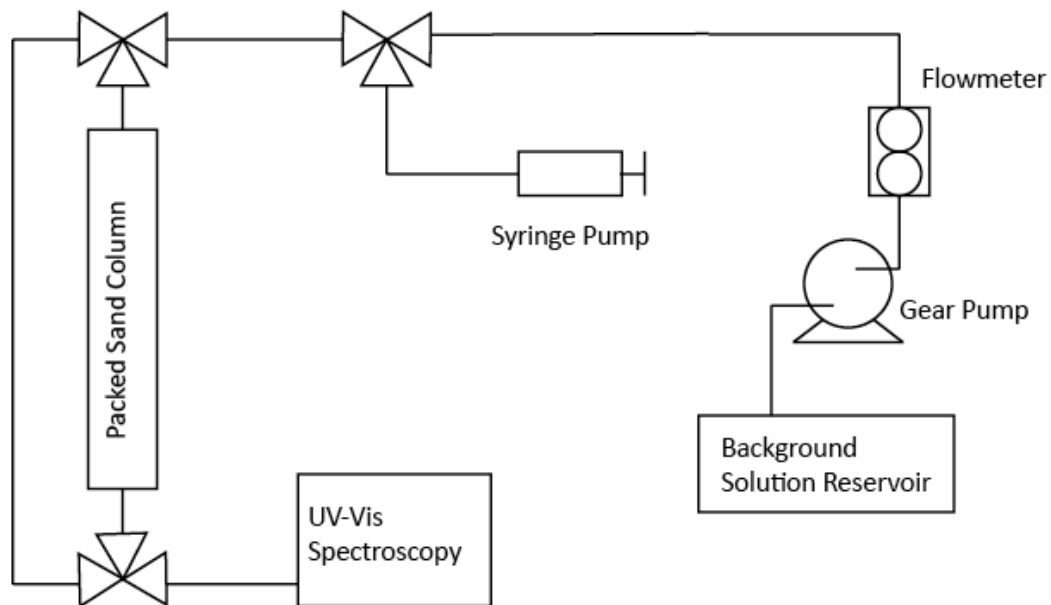 Flowmeter
Packed Sand Column
Syringe Pump
Gear Pump
Background
Solution Reservoir
UV-Vis
Spectroscopy